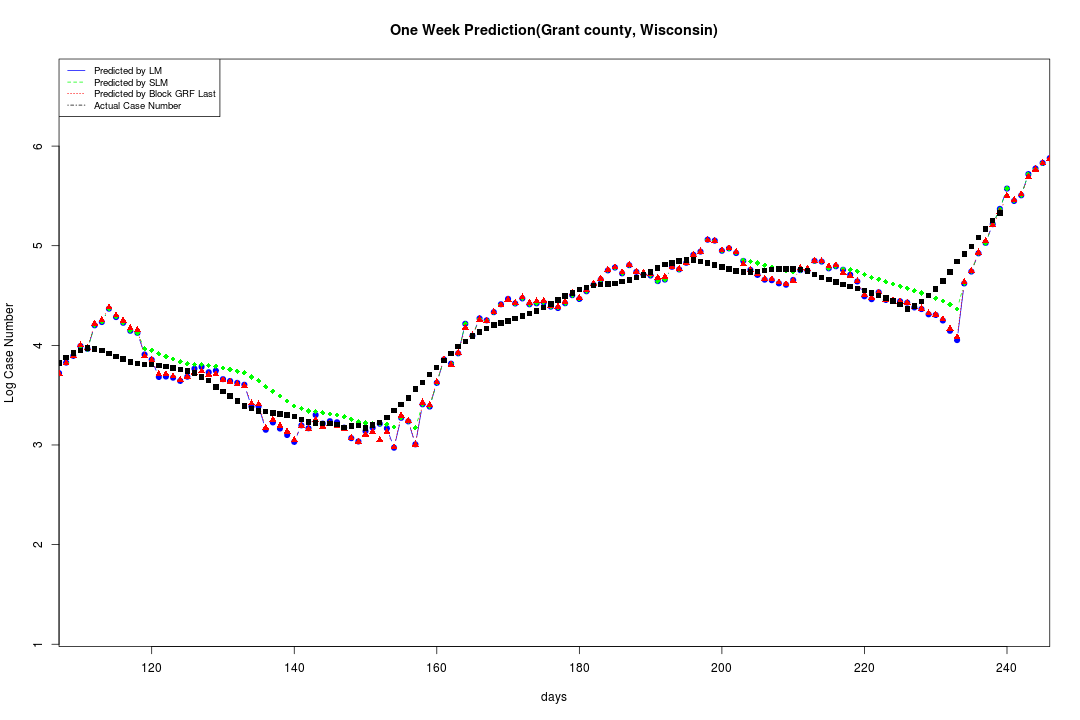 One Week Prediction(Grant county, Wisconsin)
Predicted by LM
Predicted by SLM
Predicted by Block GRF Last
Actual Case Number
Log Case Number
6
5
4
3
2
1
120 140 160 180 200 220 240
days